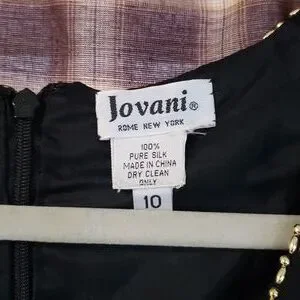 Jovani®
ROME NEW YORK
100%
PURE SILK
MADE IN CHINA
DRY CLEAN
ONLY
10